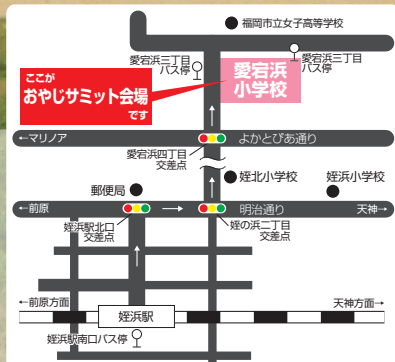 福岡市立女子高等学校
愛宕浜三丁目
バス停
愛宕浜三丁目
バス停
ここが
おやじサミット会場
です
愛宕浜
小学校
←マリノア
よかとぴあ通り
愛宕浜四丁目
交差点
姪北小学校
姪浜小学校
郵便局
←前原
明治通り
天神→
姪浜駅北口
交差点
姪の浜二丁目
交差点
←前原方面
天神方面→
姪浜駅
姪浜駅南口バス停